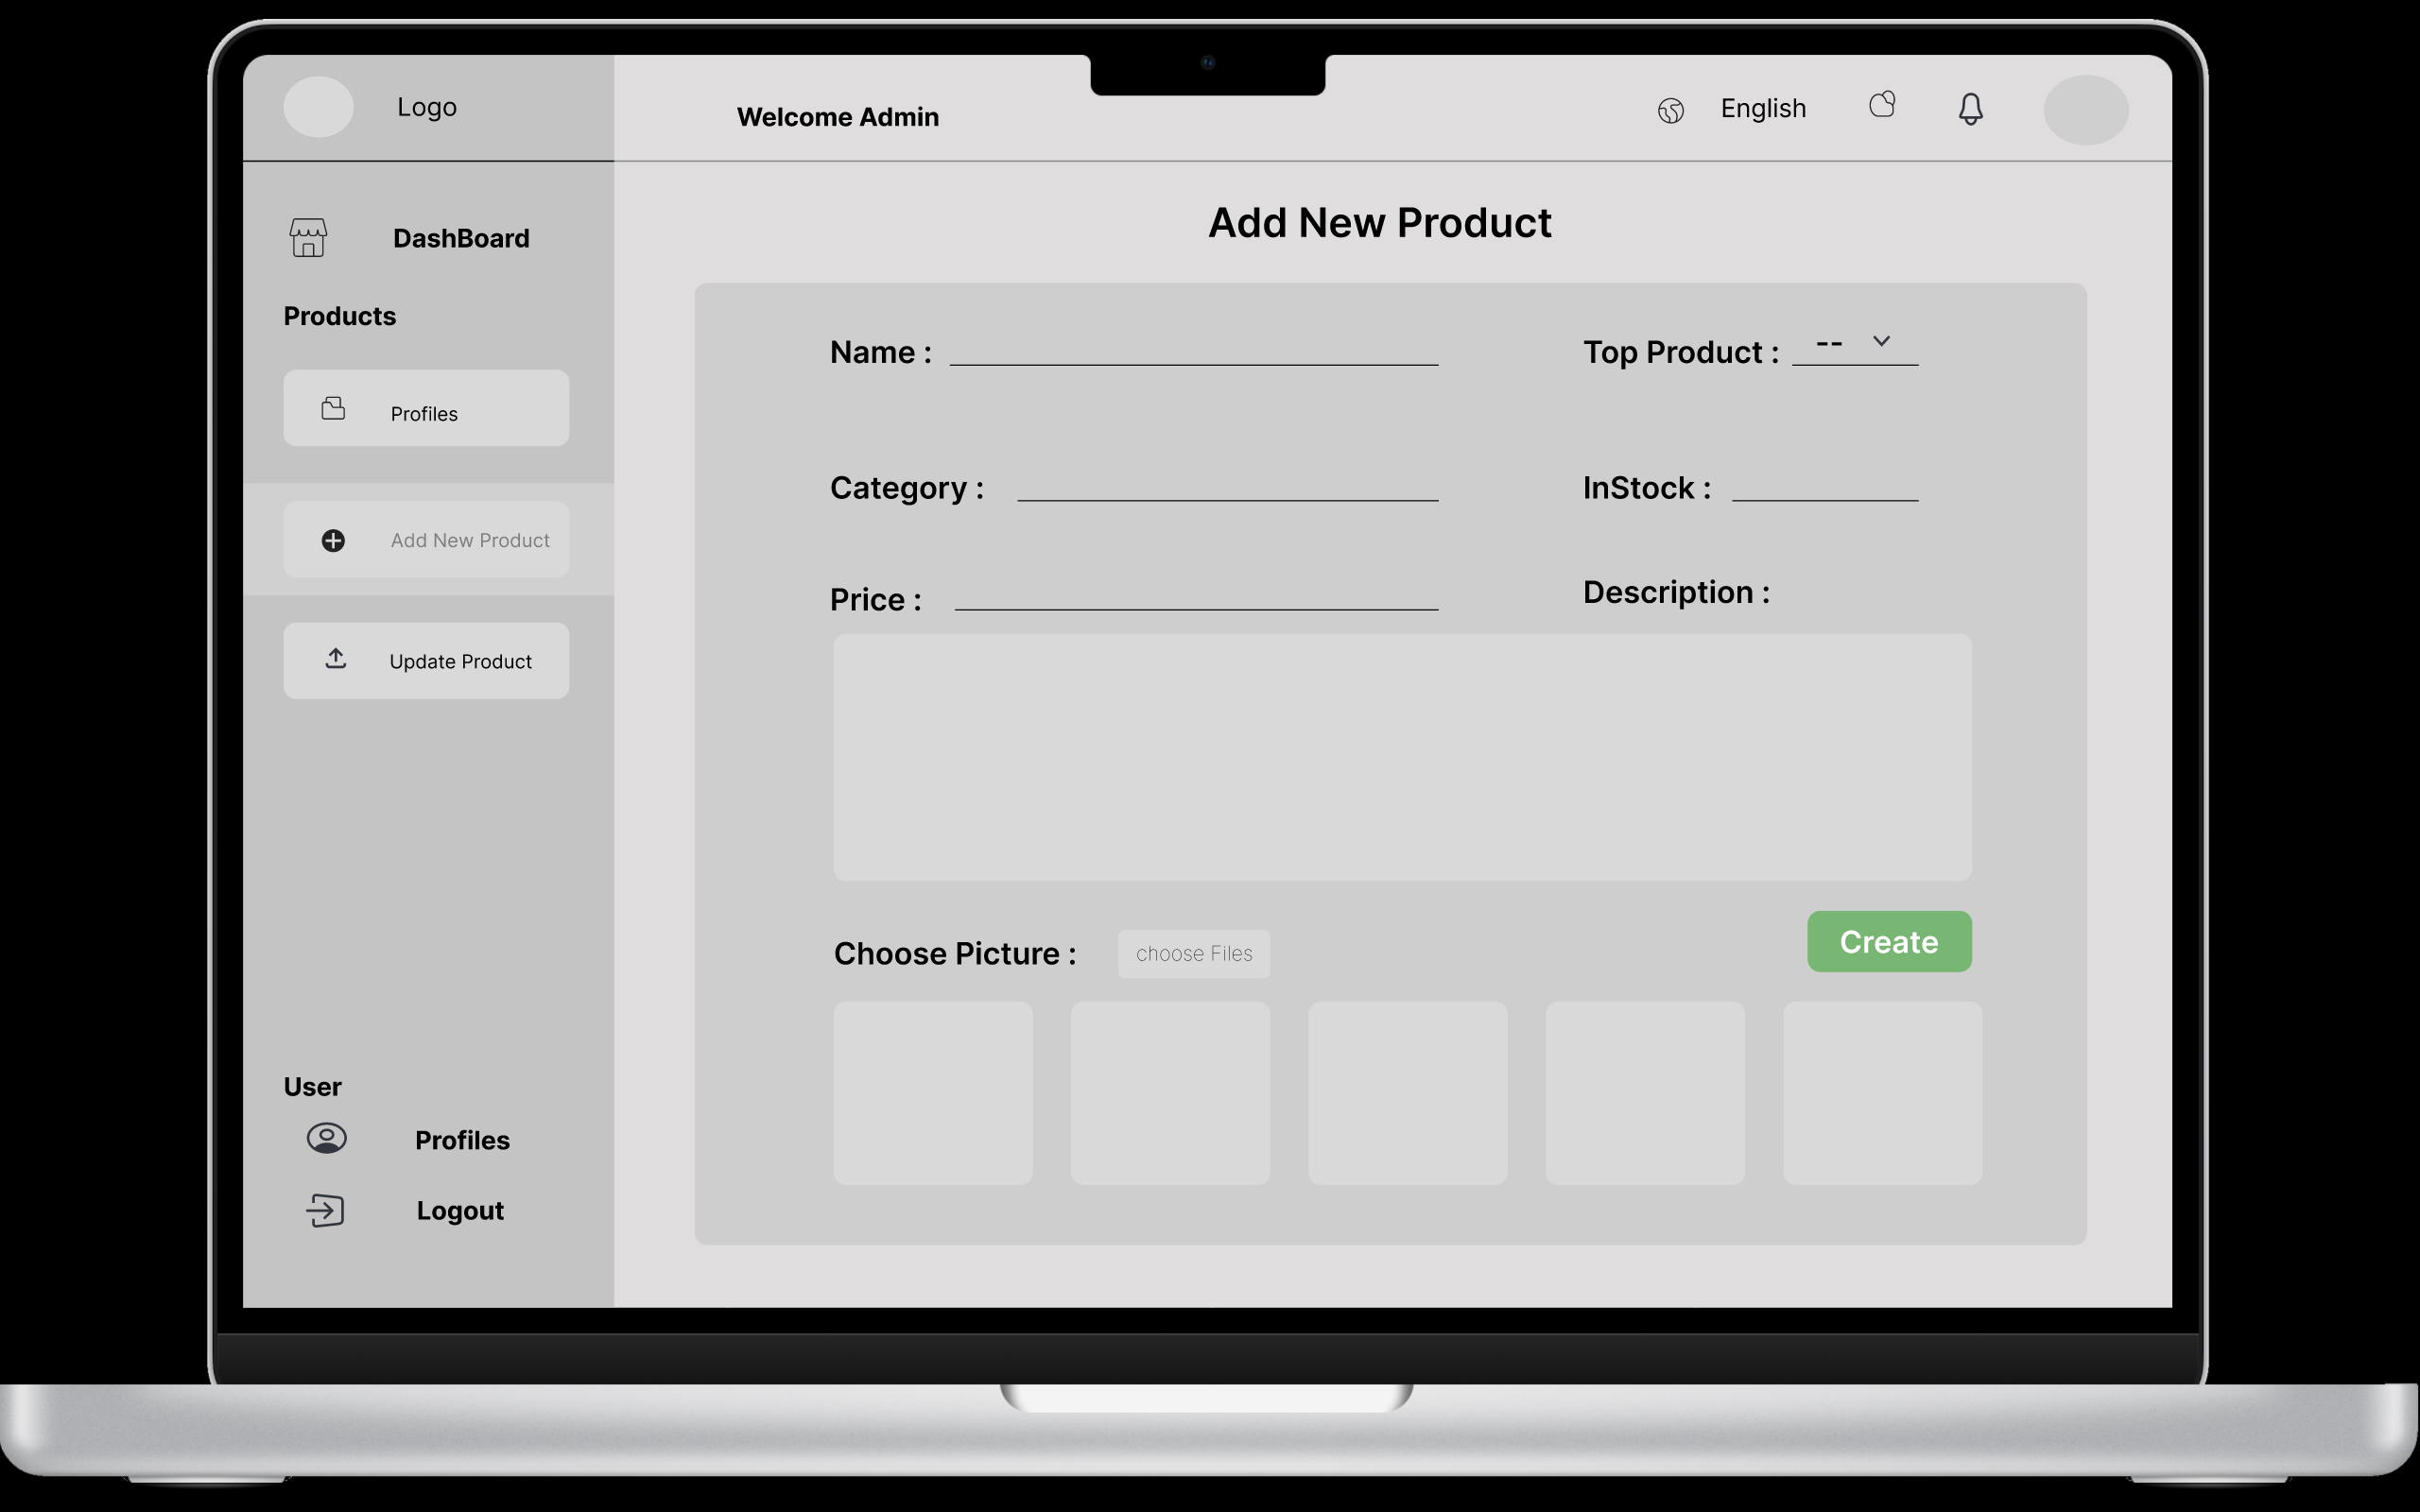 Logo
Welcome Admin
English
DashBoard
Products
Profiles
Add New Product
Update Product
User
Profiles
Logout
Add New Product
Name :
Top Product : --
Category :
InStock :
Price :
Description :
Choose Picture : choose Files
Create